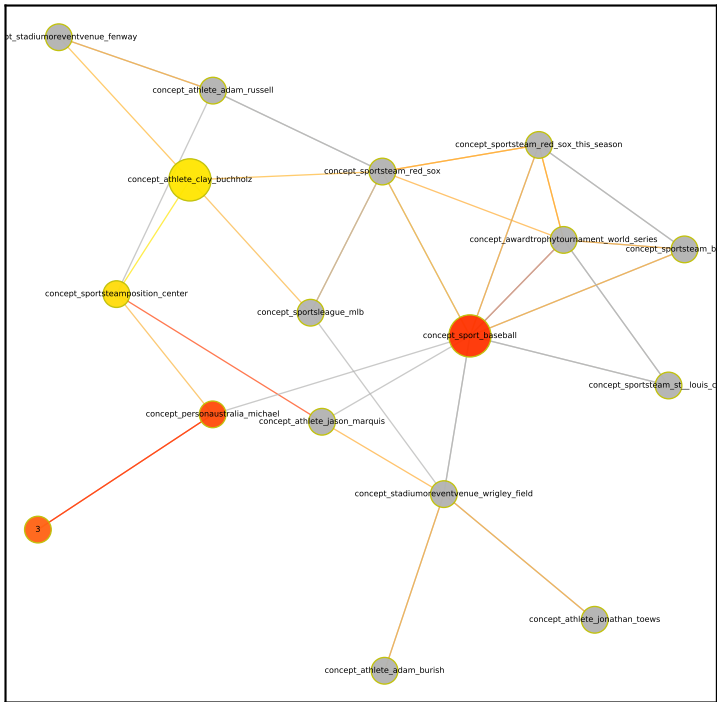 pt_stadiumoreventvenue_fenway
concept_athlete_adam_russell
concept_sportsteam_red_sox_this_season
concept_sportsteam_red_sox
concept_athlete_clay_buchholz
concept_awardtrophytournament_world_series
concept_sportsteam_b
concept_sportsteamposition_center
concept_sportsleague_mlb
concept_sport_baseball
concept_sportsteam_st__louis_c
concept_personaustralia_michael
concept_athlete_jason_marquis
concept_stadiumoreventvenue_wrigley_field
3
concept_athlete_jonathan_toews
concept_athlete_adam_burish